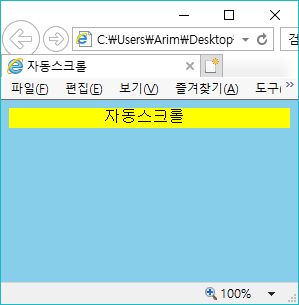 C:₩Users₩Arim₩Desktop
검
자동스크롤
파일(F) 편집(E) 보기(V) 즐겨찾기(A) 도구( »
자동스크롤
100%